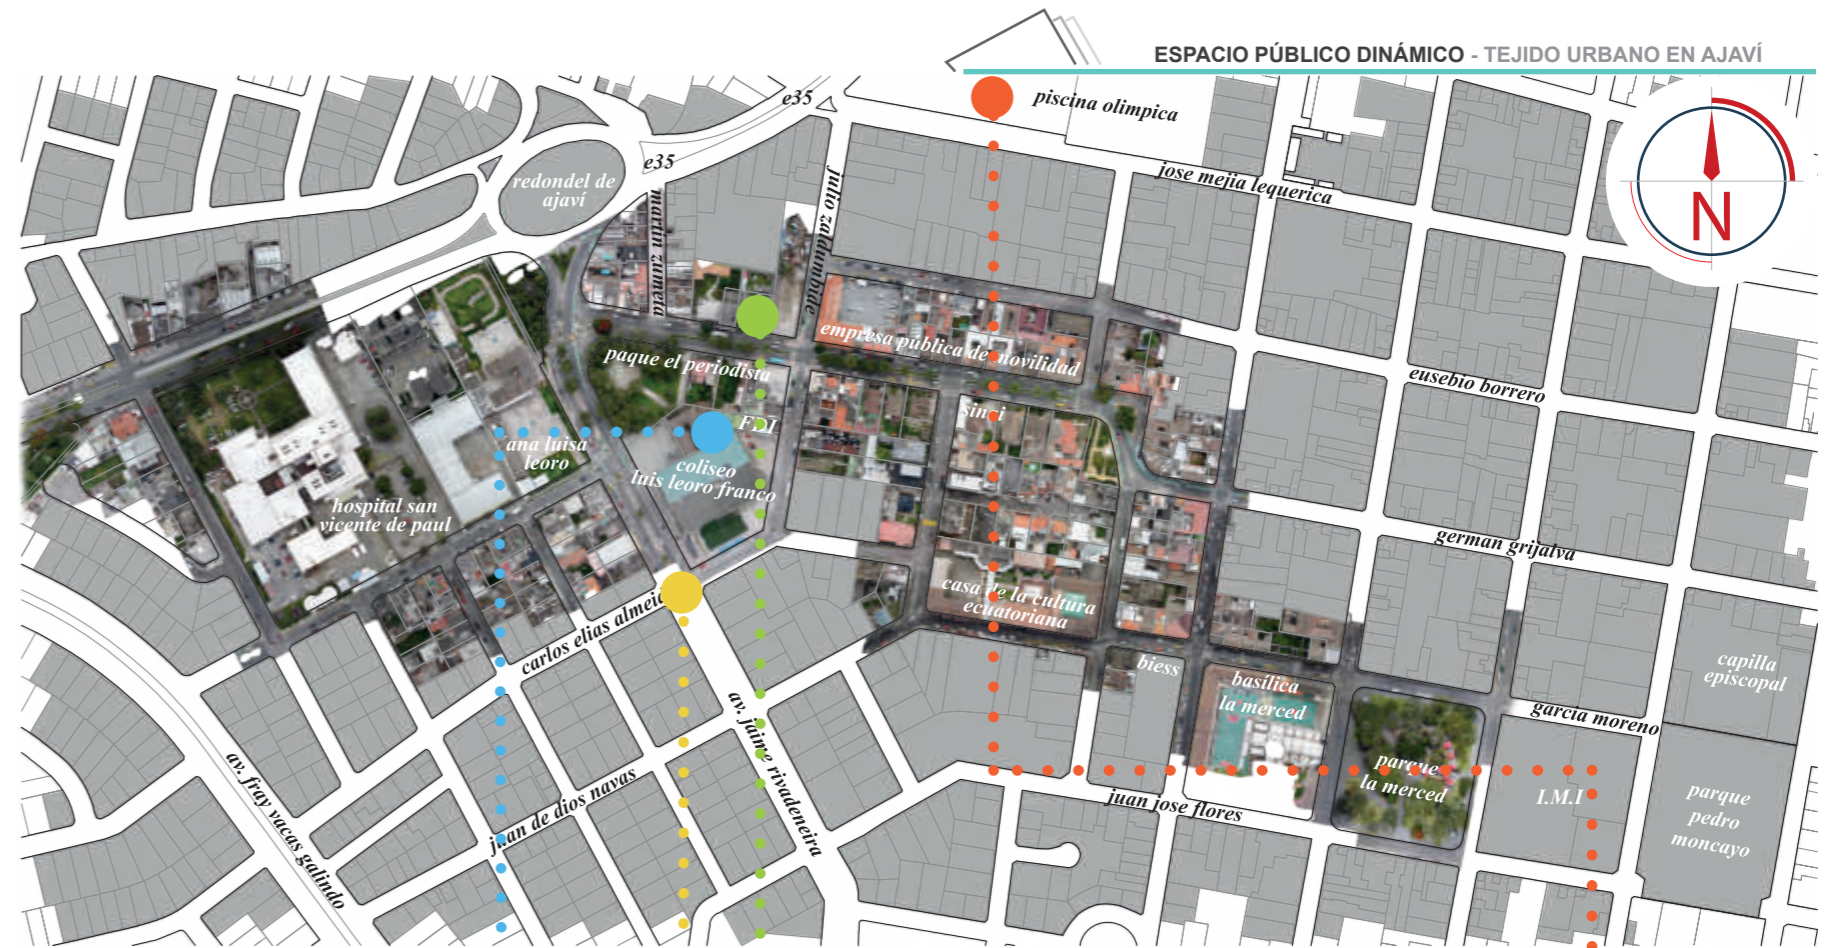 ESPACIO PÚBLICO DINÁMICO - TEJIDO URBANO EN AJAVÍ
e35
piscina olimpica
e35
redondel de
ajaví
martin zumeta
julio zaldumbide
jose mejia lequerica
N
empresa pública de movilidad
paque el periodista
eusebio borrero
F.D.I
ana luisa
leoro
coliseo
luis leoro franco
hospital san
vicente de paul
german grijalva
casa de la cultura
ecuatoriana
carlos elias almeida
biess
basílica
la merced
capilla
episcopal
garcía moreno
av. jaime rivadeneira
av. fray vacas galindo
juan de dios navas
juan jose flores
parque
la merced
I.M.I
parque
pedro
moncayo